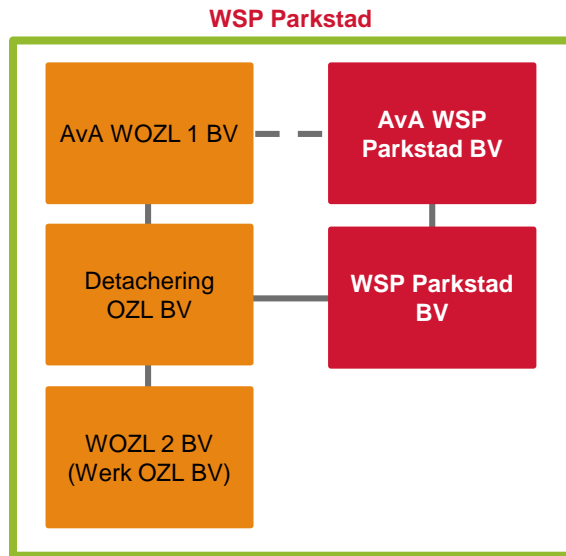 WSP Parkstad
AvA WOZL 1 BV
AvA WSP
Parkstad BV
Detachering
OZL BV
WSP Parkstad
BV
WOZL 2 BV
(Werk OZL BV)